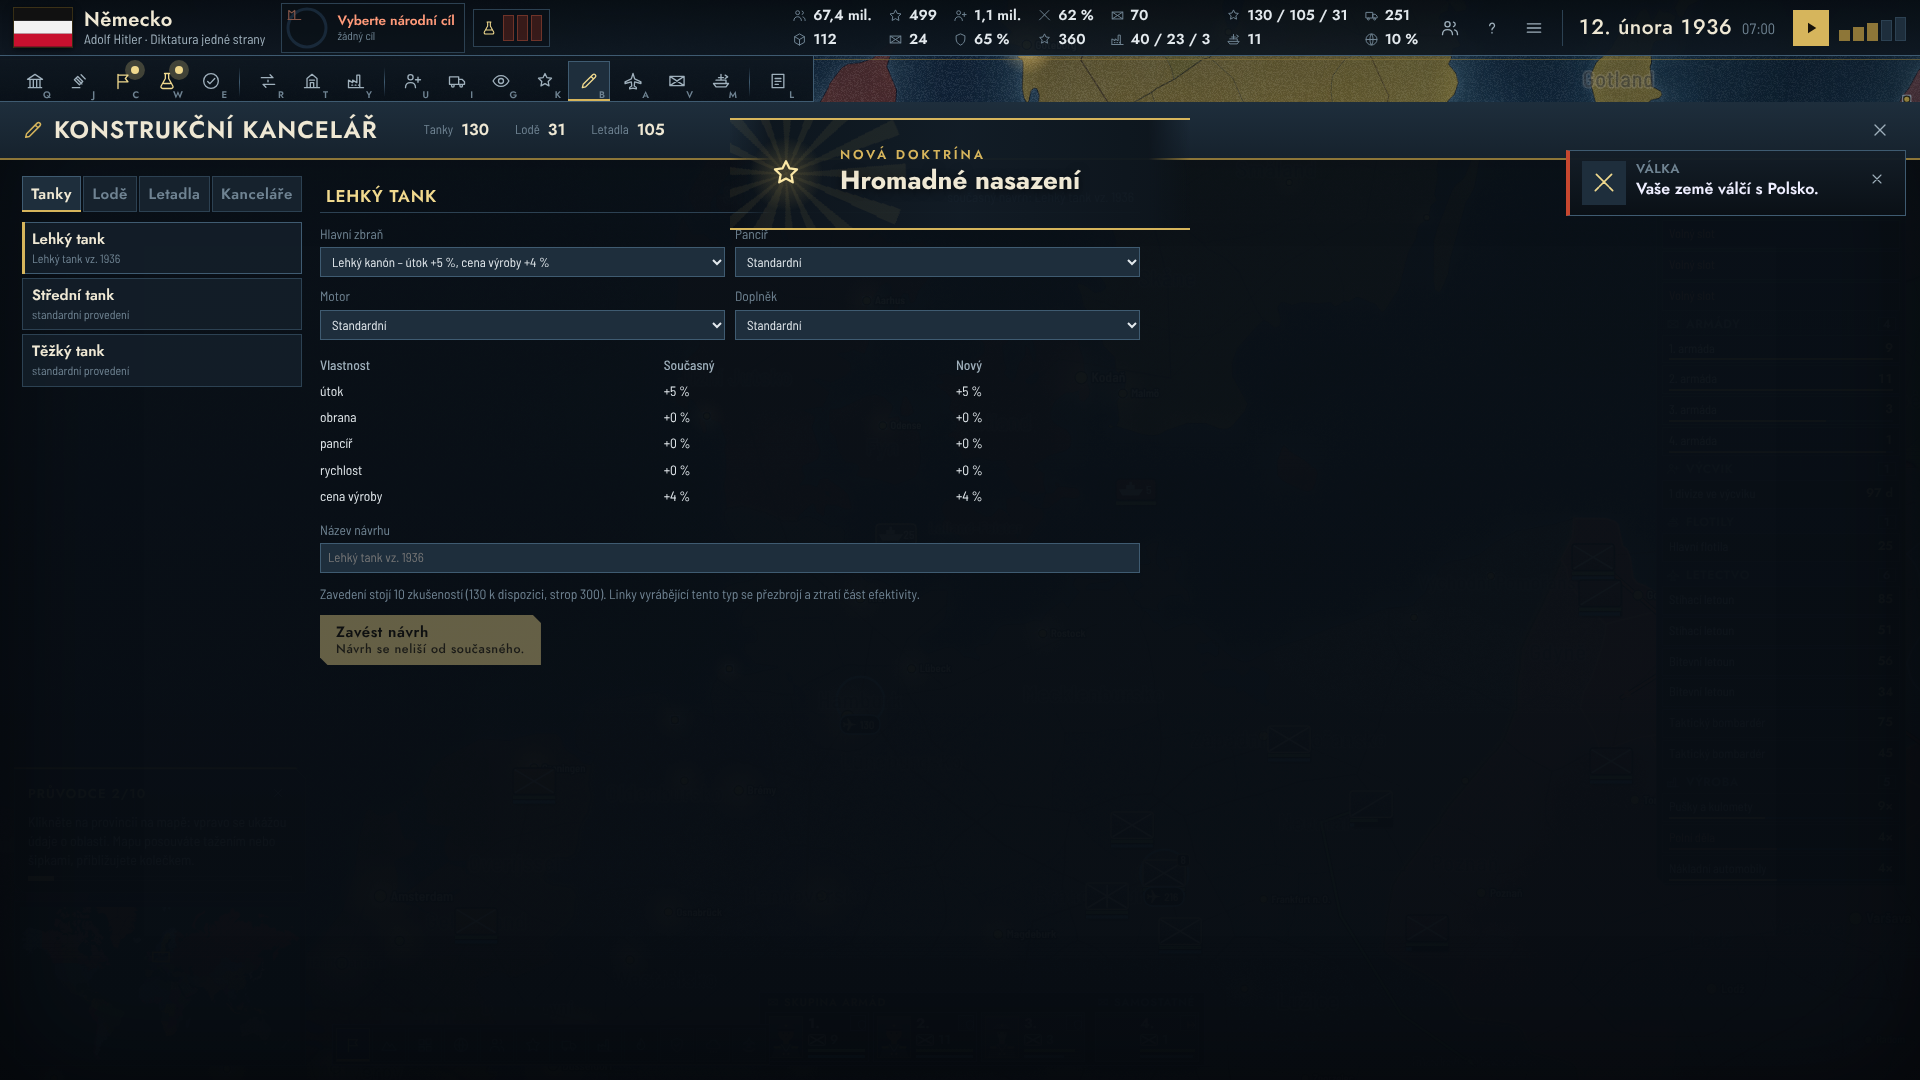 Německo
Adolf Hitler · Diktatura jedné strany
Vyberte národní cíl
žádný cíl
67,4 mil. 499 1,1 mil. 62 % 70 130 / 105 / 31 251
112 24 65 % 360 40 / 23 / 3 11 10 %
12. února 1936 07:00
Q J C W E R T Y U I G K B A V M L
Gotland
KONSTRUKČNÍ KANCELÁŘ
Tanky 130 Lodě 31 Letadla 105
NOVÁ DOKTRÍNA
Hromadné nasazení
VÁLKA
Vaše země válčí s Polsko.
Tanky Lodě Letadla Kanceláře
Lehký tank
Lehký tank vz. 1936
Střední tank
standardní provedení
Těžký tank
standardní provedení
LEHKÝ TANK
Hlavní zbraň Pancíř
Lehký kanón – útok +5 %, cena výroby +4 % Standardní
Motor Doplněk
Standardní Standardní
Vlastnost Současný Nový
útok +5 % +5 %
obrana +0 % +0 %
pancíř +0 % +0 %
rychlost +0 % +0 %
cena výroby +4 % +4 %
Název návrhu
Lehký tank vz. 1936
Zavedení stojí 10 zkušeností (130 k dispozici, strop 300). Linky vyrábějící tento typ se přezbrojí a ztratí část efektivity.
Zavést návrh
Návrh se neliší od současného.
PRŮVODCE 2/10